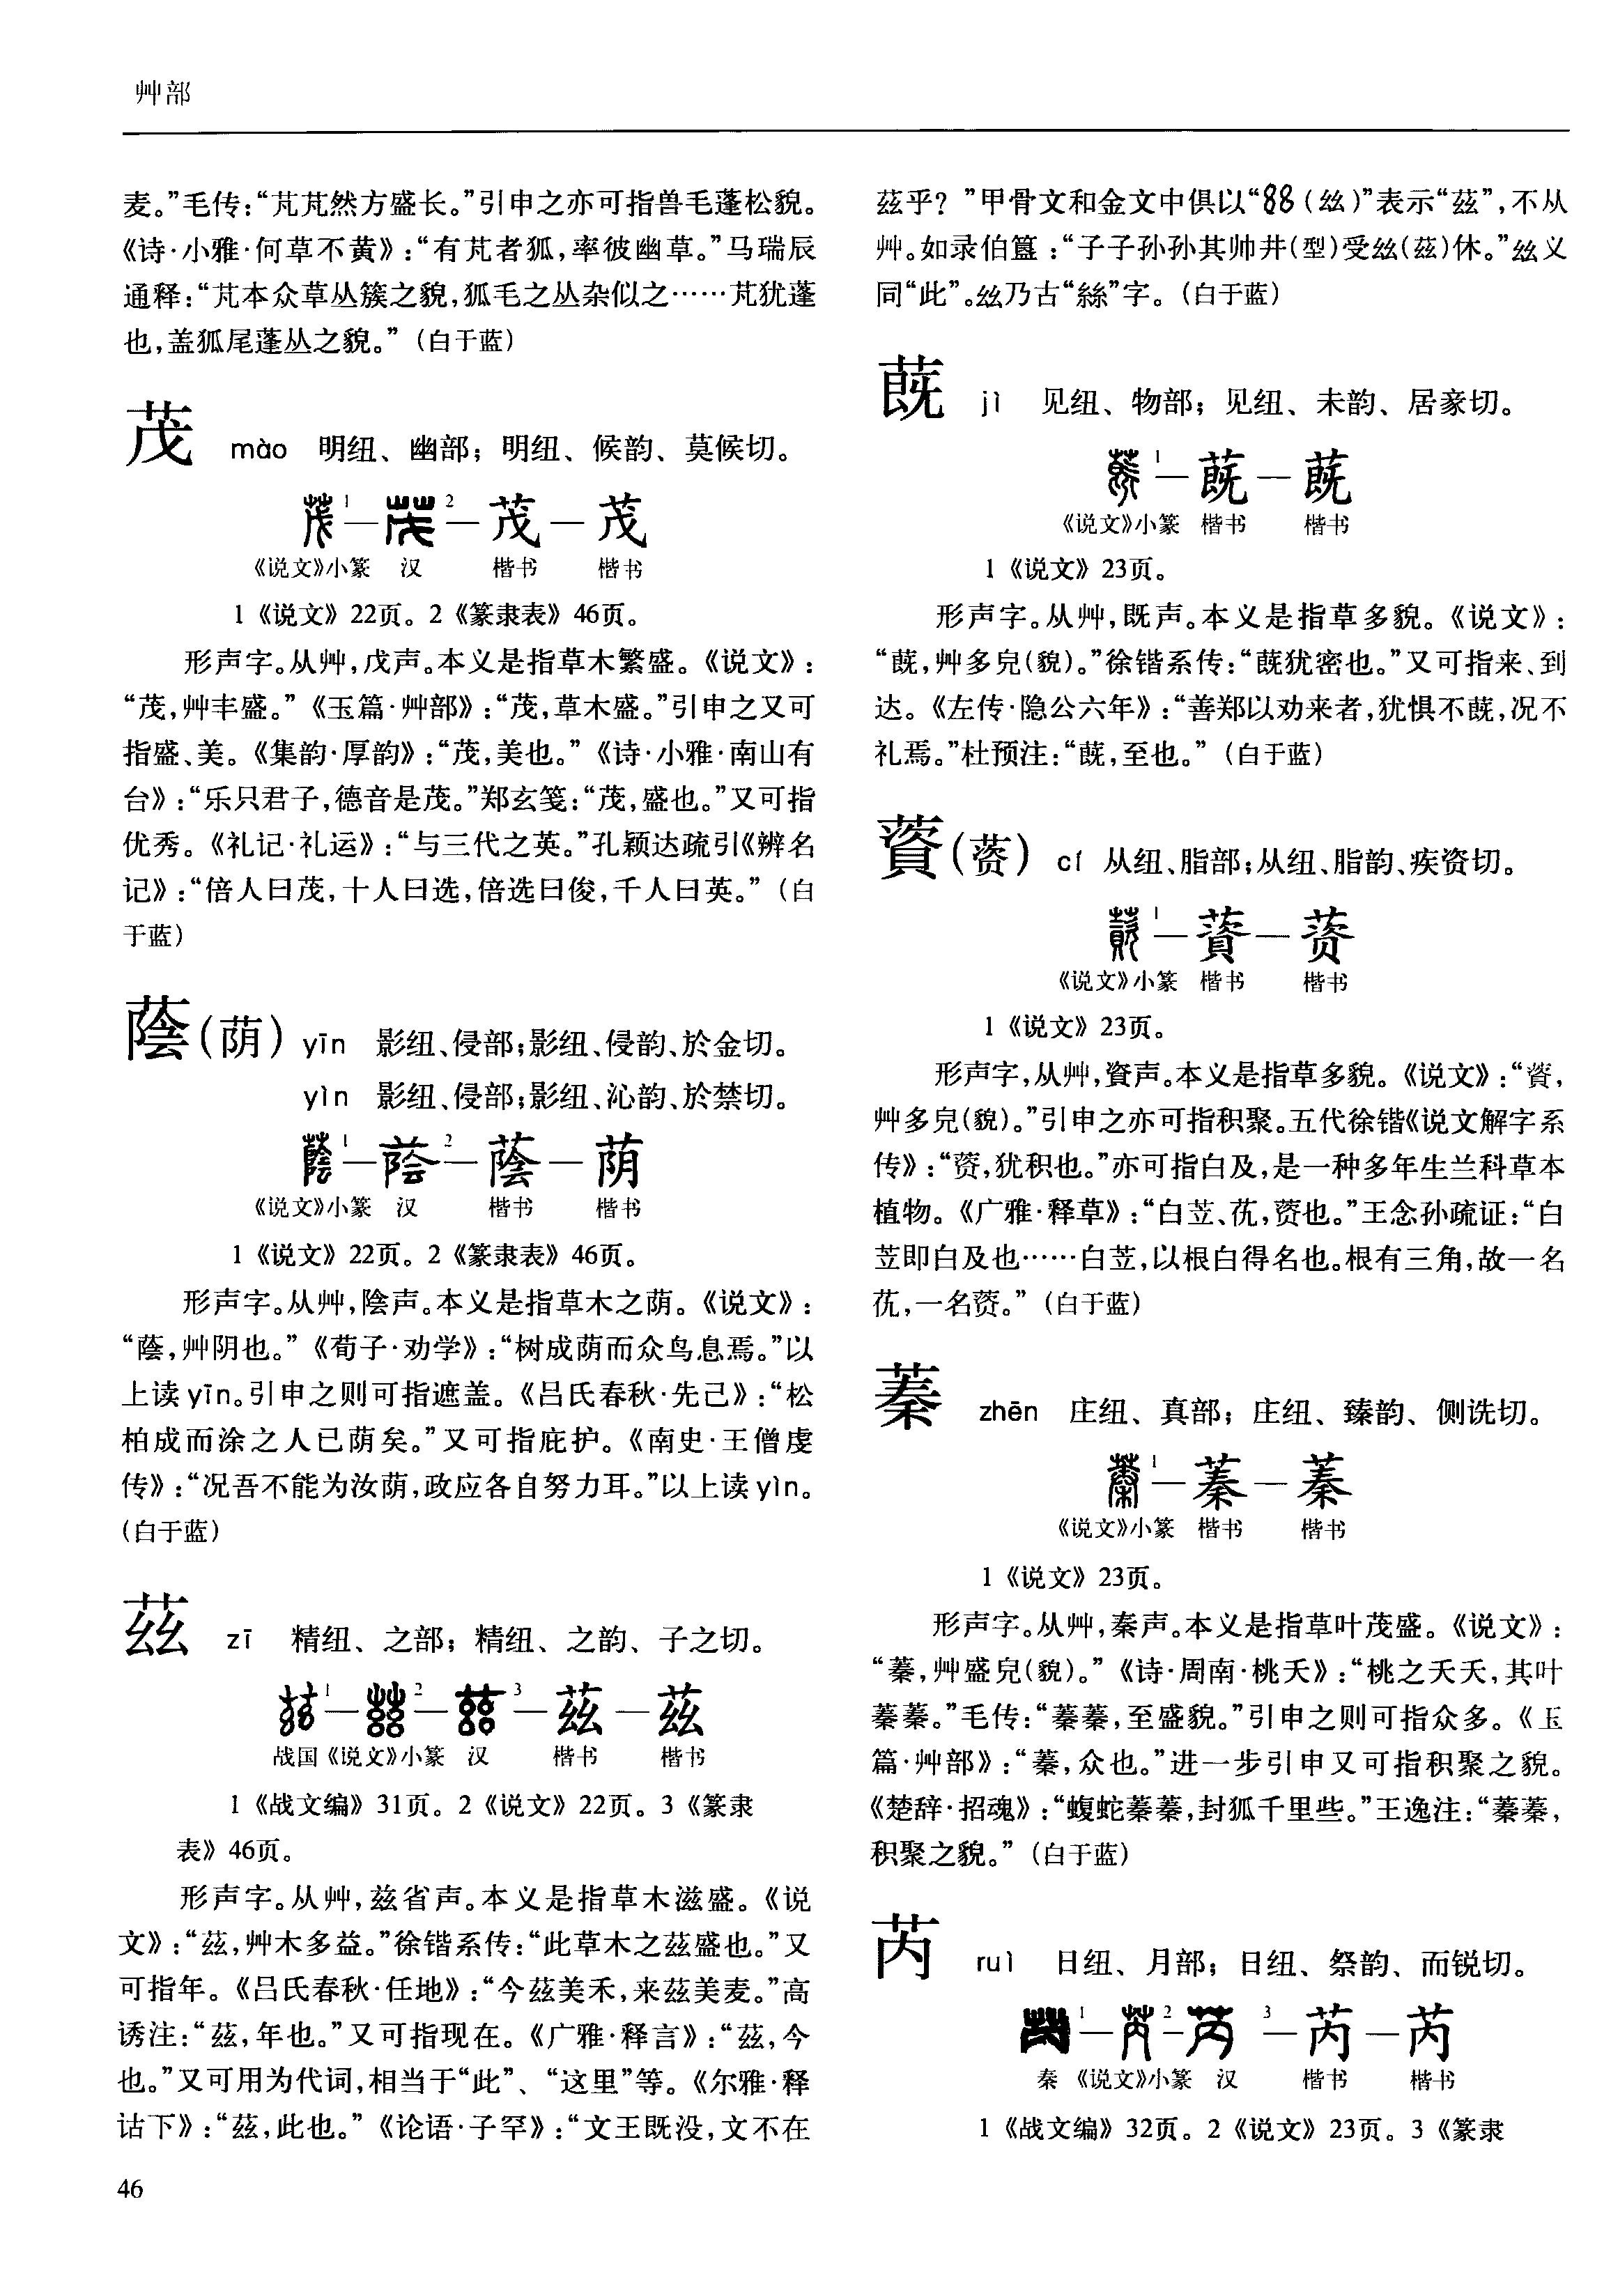 艸部
麦。”毛传：“芃芃然方盛长。”引申之亦可指兽毛蓬松貌。
《诗·小雅·何草不黄》：“有芃者狐，率彼幽草。”马瑞辰
通释：“芃本众草丛簇之貌，狐毛之丛杂似之……芃犹蓬
也，盖狐尾蓬丛之貌。”（白于蓝）
茂 mào 明纽、幽部；明纽、候韵、莫候切。
茂1—茂2—茂—茂
《说文》小篆 汉 楷书 楷书
1《说文》22页。2《篆隶表》46页。
形声字。从艸，戊声。本义是指草木繁盛。《说文》：
“茂，艸丰盛。”《玉篇·艸部》：“茂，草木盛。”引申之又可
指盛、美。《集韵·厚韵》：“茂，美也。”《诗·小雅·南山有
台》：“乐只君子，德音是茂。”郑玄笺：“茂，盛也。”又可指
优秀。《礼记·礼运》：“与三代之英。”孔颖达疏引《辨名
记》：“倍人曰茂，十人曰选，倍选曰俊，千人曰英。”（白
于蓝）
蔭（荫） yīn 影纽、侵部；影纽、侵韵、於金切。
yìn 影纽、侵部；影纽、沁韵、於禁切。
蔭1—蔭2—蔭—荫
《说文》小篆 汉 楷书 楷书
1《说文》22页。2《篆隶表》46页。
形声字。从艸，陰声。本义是指草木之荫。《说文》：
“蔭，艸阴也。”《荀子·劝学》：“树成荫而众鸟息焉。”以
上读yīn。引申之则可指遮盖。《吕氏春秋·先己》：“松
柏成而涂之人已荫矣。”又可指庇护。《南史·王僧虔
传》：“况吾不能为汝荫，政应各自努力耳。”以上读yìn。
（白于蓝）
茲 zī 精纽、之部；精纽、之韵、子之切。
茲1—茲2—茲3—茲—茲
战国 《说文》小篆 汉 楷书 楷书
1《战文编》31页。2《说文》22页。3《篆隶
表》46页。
形声字。从艸，兹省声。本义是指草木滋盛。《说
文》：“茲，艸木多益。”徐锴系传：“此草木之茲盛也。”又
可指年。《吕氏春秋·任地》：“今茲美禾，来茲美麦。”高
诱注：“茲，年也。”又可指现在。《广雅·释言》：“茲，今
也。”又可用为代词，相当于“此”、“这里”等。《尔雅·释
诂下》：“茲，此也。”《论语·子罕》：“文王既没，文不在
茲乎？”甲骨文和金文中俱以“（𢆶）”表示“茲”，不从
艸。如录伯簋：“子子孙孙其帅井（型）受𢆶（茲）休。”𢆶义
同“此”。𢆶乃古“絲”字。（白于蓝）
蔇 jì 见纽、物部；见纽、未韵、居豙切。
蔇1—蔇—蔇
《说文》小篆 楷书 楷书
1《说文》23页。
形声字。从艸，既声。本义是指草多貌。《说文》：
“蔇，艸多皃（貌）。”徐锴系传：“蔇犹密也。”又可指来、到
达。《左传·隐公六年》：“善郑以劝来者，犹惧不蔇，况不
礼焉。”杜预注：“蔇，至也。”（白于蓝）
薋（䓧） cí 从纽、脂部；从纽、脂韵、疾资切。
薋1—薋—䓧
《说文》小篆 楷书 楷书
1《说文》23页。
形声字，从艸，資声。本义是指草多貌。《说文》：“薋，
艸多皃（貌）。”引申之亦可指积聚。五代徐锴《说文解字系
传》：“䓧，犹积也。”亦可指白及，是一种多年生兰科草本
植物。《广雅·释草》：“白苙、䒤，䓧也。”王念孙疏证：“白
苙即白及也……白苙，以根白得名也。根有三角，故一名
䒤，一名䓧。”（白于蓝）
蓁 zhēn 庄纽、真部；庄纽、臻韵、侧诜切。
蓁1—蓁—蓁
《说文》小篆 楷书 楷书
1《说文》23页。
形声字。从艸，秦声。本义是指草叶茂盛。《说文》：
“蓁，艸盛皃（貌）。”《诗·周南·桃夭》：“桃之夭夭，其叶
蓁蓁。”毛传：“蓁蓁，至盛貌。”引申之则可指众多。《玉
篇·艸部》：“蓁，众也。”进一步引申又可指积聚之貌。
《楚辞·招魂》：“蝮蛇蓁蓁，封狐千里些。”王逸注：“蓁蓁，
积聚之貌。”（白于蓝）
芮 ruì 日纽、月部；日纽、祭韵、而锐切。
芮1—芮2—芮3—芮—芮
秦 《说文》小篆 汉 楷书 楷书
1《战文编》32页。2《说文》23页。3《篆隶
46